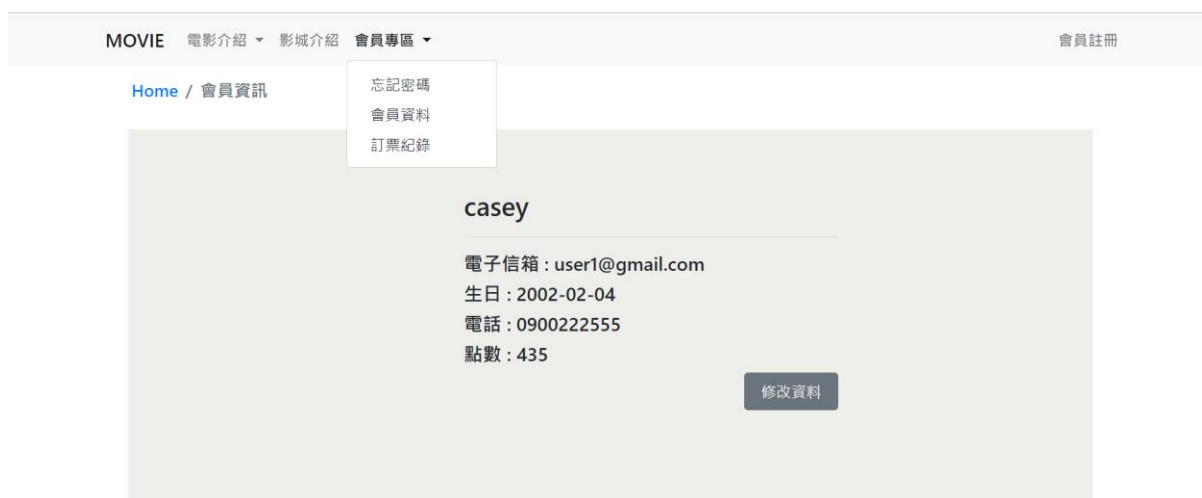 MOVIE 電影介紹 影城介紹 會員專區 會員註冊
Home / 會員資訊
忘記密碼
會員資料
訂票紀錄
casey
電子信箱 : user1@gmail.com
生日 : 2002-02-04
電話 : 0900222555
點數 : 435
修改資料